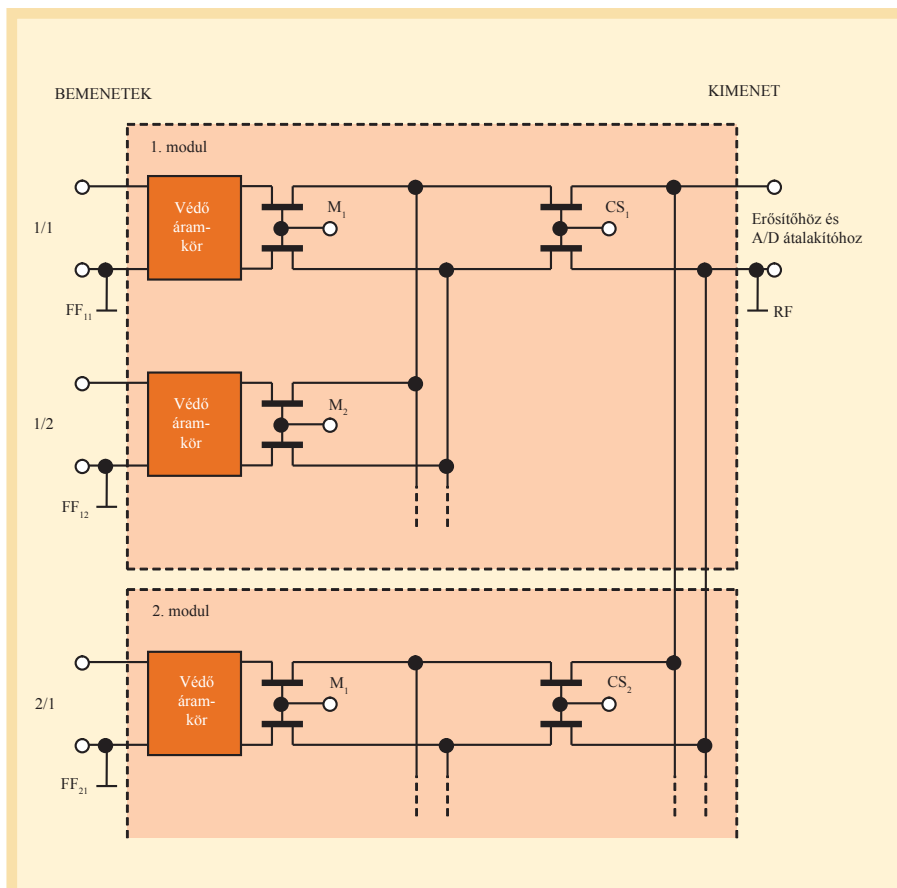 BEMENETEK
KIMENET
1. modul
1/1
Védő
áram-
kör
M₁
CS₁
Erősítőhöz és
A/D átalakítóhoz
FF₁₁
RF
1/2
Védő
áram-
kör
M₂
FF₁₂
2. modul
2/1
Védő
áram-
kör
M₁
CS₂
FF₂₁